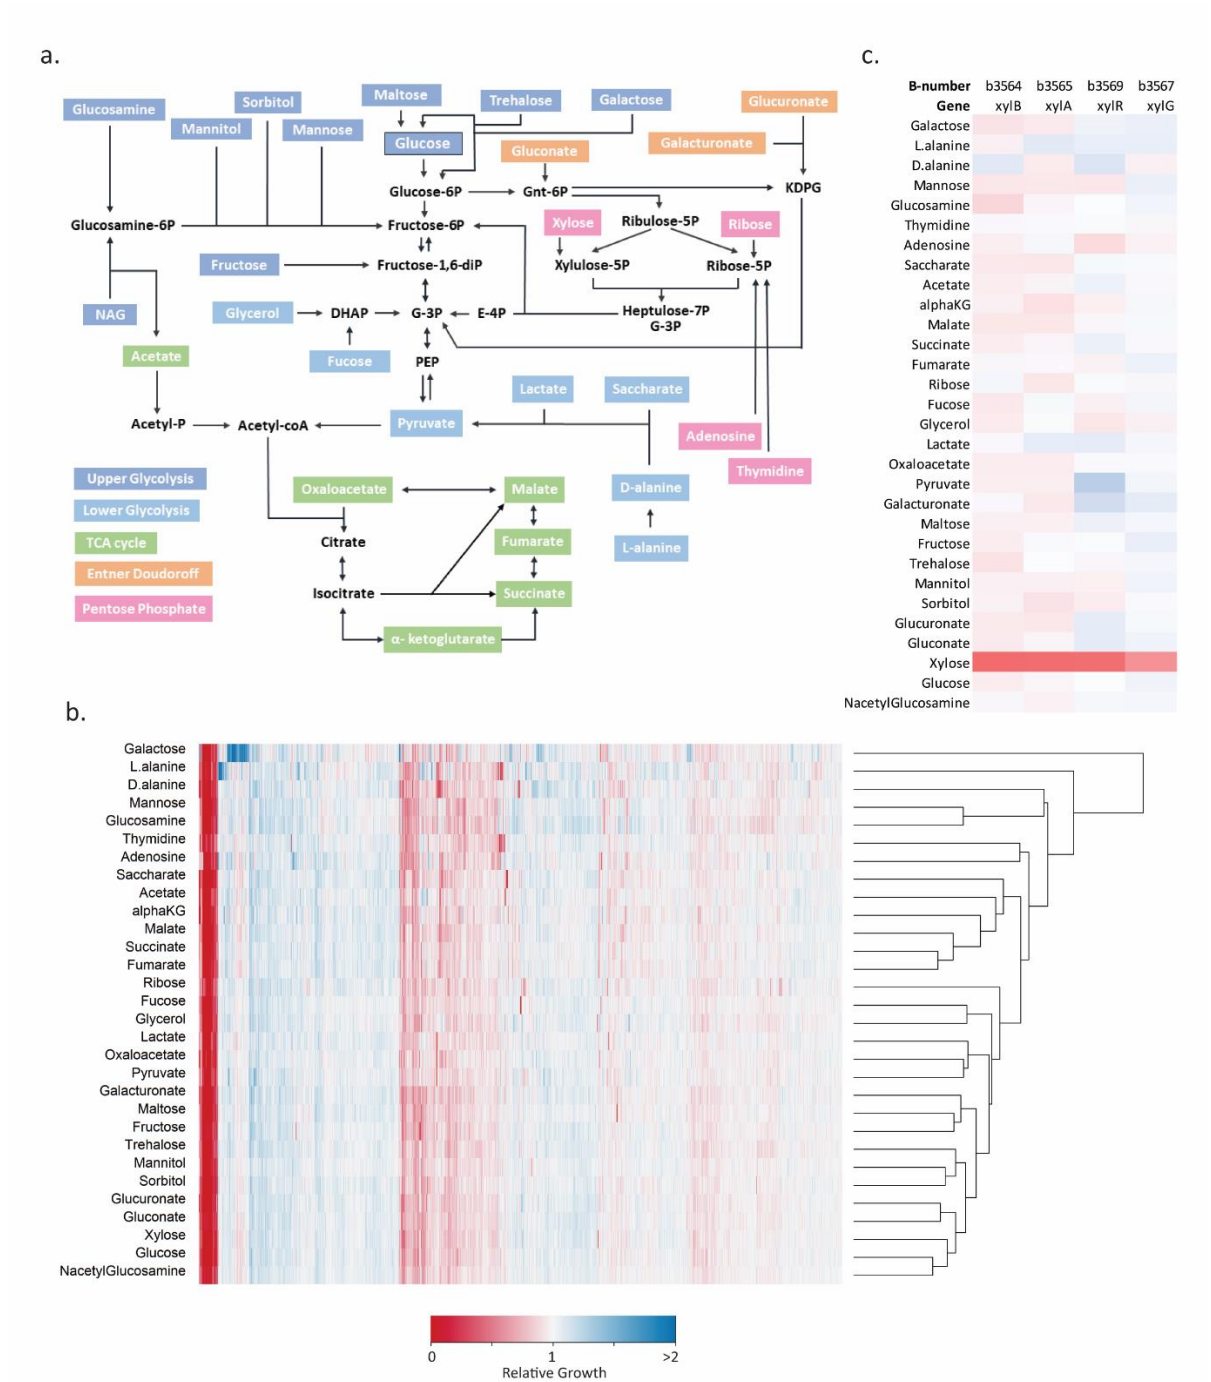 a.
Glucosamine
Sorbitol
Mannitol
Mannose
Maltose
Trehalose
Galactose
Glucose
Glucuronate
Gluconate
Galacturonate
Glucose-6P
Gnt-6P
KDPG
Glucosamine-6P
Fructose-6P
Xylose
Ribulose-5P
Ribose
Fructose
Fructose-1,6-diP
Xylulose-5P
Ribose-5P
NAG
Glycerol
DHAP
G-3P
E-4P
Heptulose-7P
G-3P
Acetate
Fucose
PEP
Lactate
Saccharate
Acetyl-P
Acetyl-coA
Pyruvate
Adenosine
Thymidine
Upper Glycolysis
Lower Glycolysis
TCA cycle
Entner Doudoroff
Pentose Phosphate
Oxaloacetate
Malate
D-alanine
Citrate
Fumarate
L-alanine
Isocitrate
Succinate
α- ketoglutarate
c.
B-number b3564 b3565 b3569 b3567
Gene xylB xylA xylR xylG
Galactose
L.alanine
D.alanine
Mannose
Glucosamine
Thymidine
Adenosine
Saccharate
Acetate
alphaKG
Malate
Succinate
Fumarate
Ribose
Fucose
Glycerol
Lactate
Oxaloacetate
Pyruvate
Galacturonate
Maltose
Fructose
Trehalose
Mannitol
Sorbitol
Glucuronate
Gluconate
Xylose
Glucose
NacetylGlucosamine
b.
Galactose
L.alanine
D.alanine
Mannose
Glucosamine
Thymidine
Adenosine
Saccharate
Acetate
alphaKG
Malate
Succinate
Fumarate
Ribose
Fucose
Glycerol
Lactate
Oxaloacetate
Pyruvate
Galacturonate
Maltose
Fructose
Trehalose
Mannitol
Sorbitol
Glucuronate
Gluconate
Xylose
Glucose
NacetylGlucosamine
0 1 >2
Relative Growth